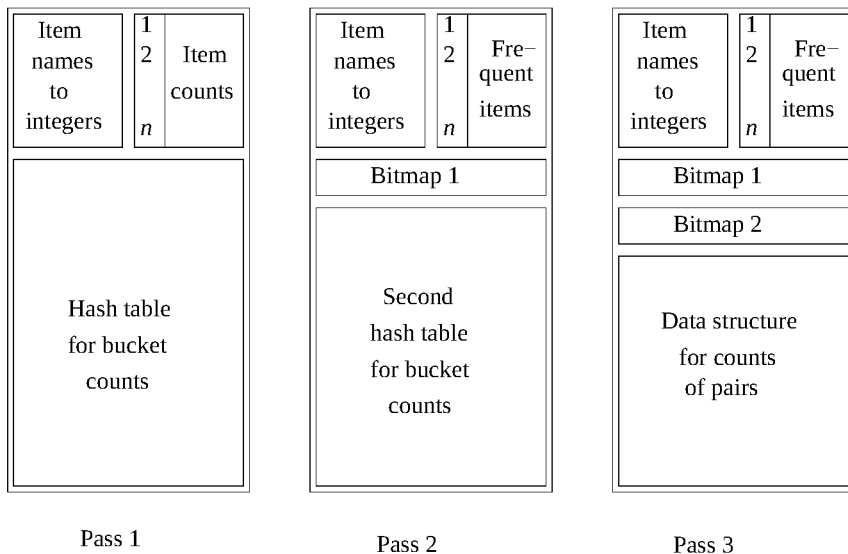 Item
names
to
integers
1
2
n
Item
counts
Hash table
for bucket
counts
Pass 1
Item
names
to
integers
1
2
n
Fre−
quent
items
Bitmap 1
Second
hash table
for bucket
counts
Pass 2
Item
names
to
integers
1
2
n
Fre−
quent
items
Bitmap 1
Bitmap 2
Data structure
for counts
of pairs
Pass 3